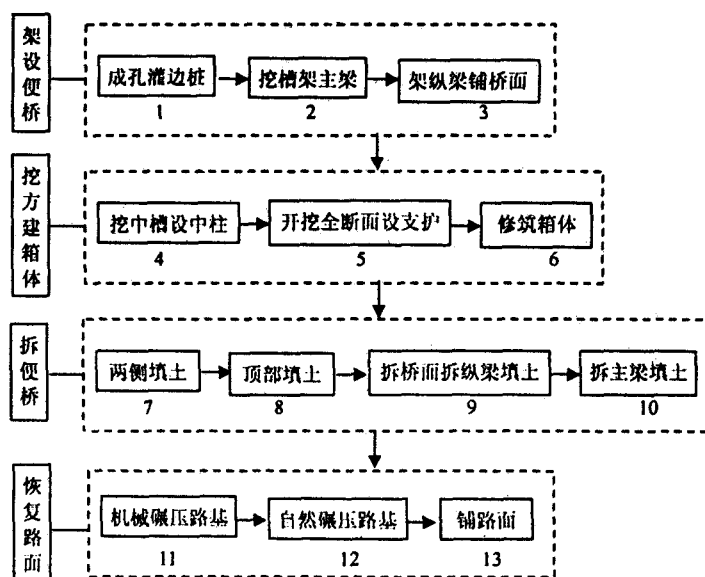 架设便桥
成孔灌边桩
挖槽架主梁
架纵梁铺桥面
1
2
3
挖方建箱体
挖中槽设中柱
开挖全断面设支护
修筑箱体
4
5
6
拆便桥
两侧填土
顶部填土
拆桥面拆纵梁填土
拆主梁填土
7
8
9
10
恢复路面
机械碾压路基
自然碾压路基
铺路面
11
12
13